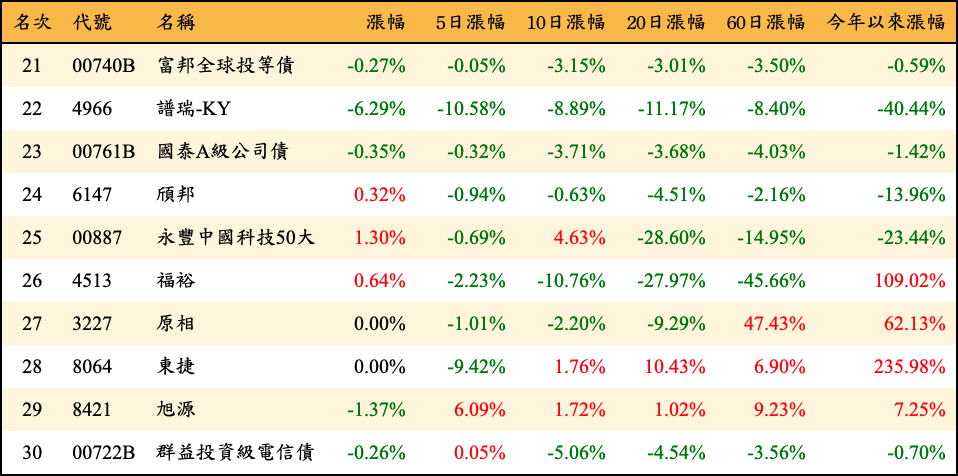 名次 代號 名稱 漲幅 5日漲幅 10日漲幅 20日漲幅 60日漲幅 今年以來漲幅
21 00740B 富邦全球投等債 -0.27% -0.05% -3.15% -3.01% -3.50% -0.59%
22 4966 譜瑞-KY -6.29% -10.58% -8.89% -11.17% -8.40% -40.44%
23 00761B 國泰A級公司債 -0.35% -0.32% -3.71% -3.68% -4.03% -1.42%
24 6147 頎邦 0.32% -0.94% -0.63% -4.51% -2.16% -13.96%
25 00887 永豐中國科技50大 1.30% -0.69% 4.63% -28.60% -14.95% -23.44%
26 4513 福裕 0.64% -2.23% -10.76% -27.97% -45.66% 109.02%
27 3227 原相 0.00% -1.01% -2.20% -9.29% 47.43% 62.13%
28 8064 東捷 0.00% -9.42% 1.76% 10.43% 6.90% 235.98%
29 8421 旭源 -1.37% 6.09% 1.72% 1.02% 9.23% 7.25%
30 00722B 群益投資級電信債 -0.26% 0.05% -5.06% -4.54% -3.56% -0.70%